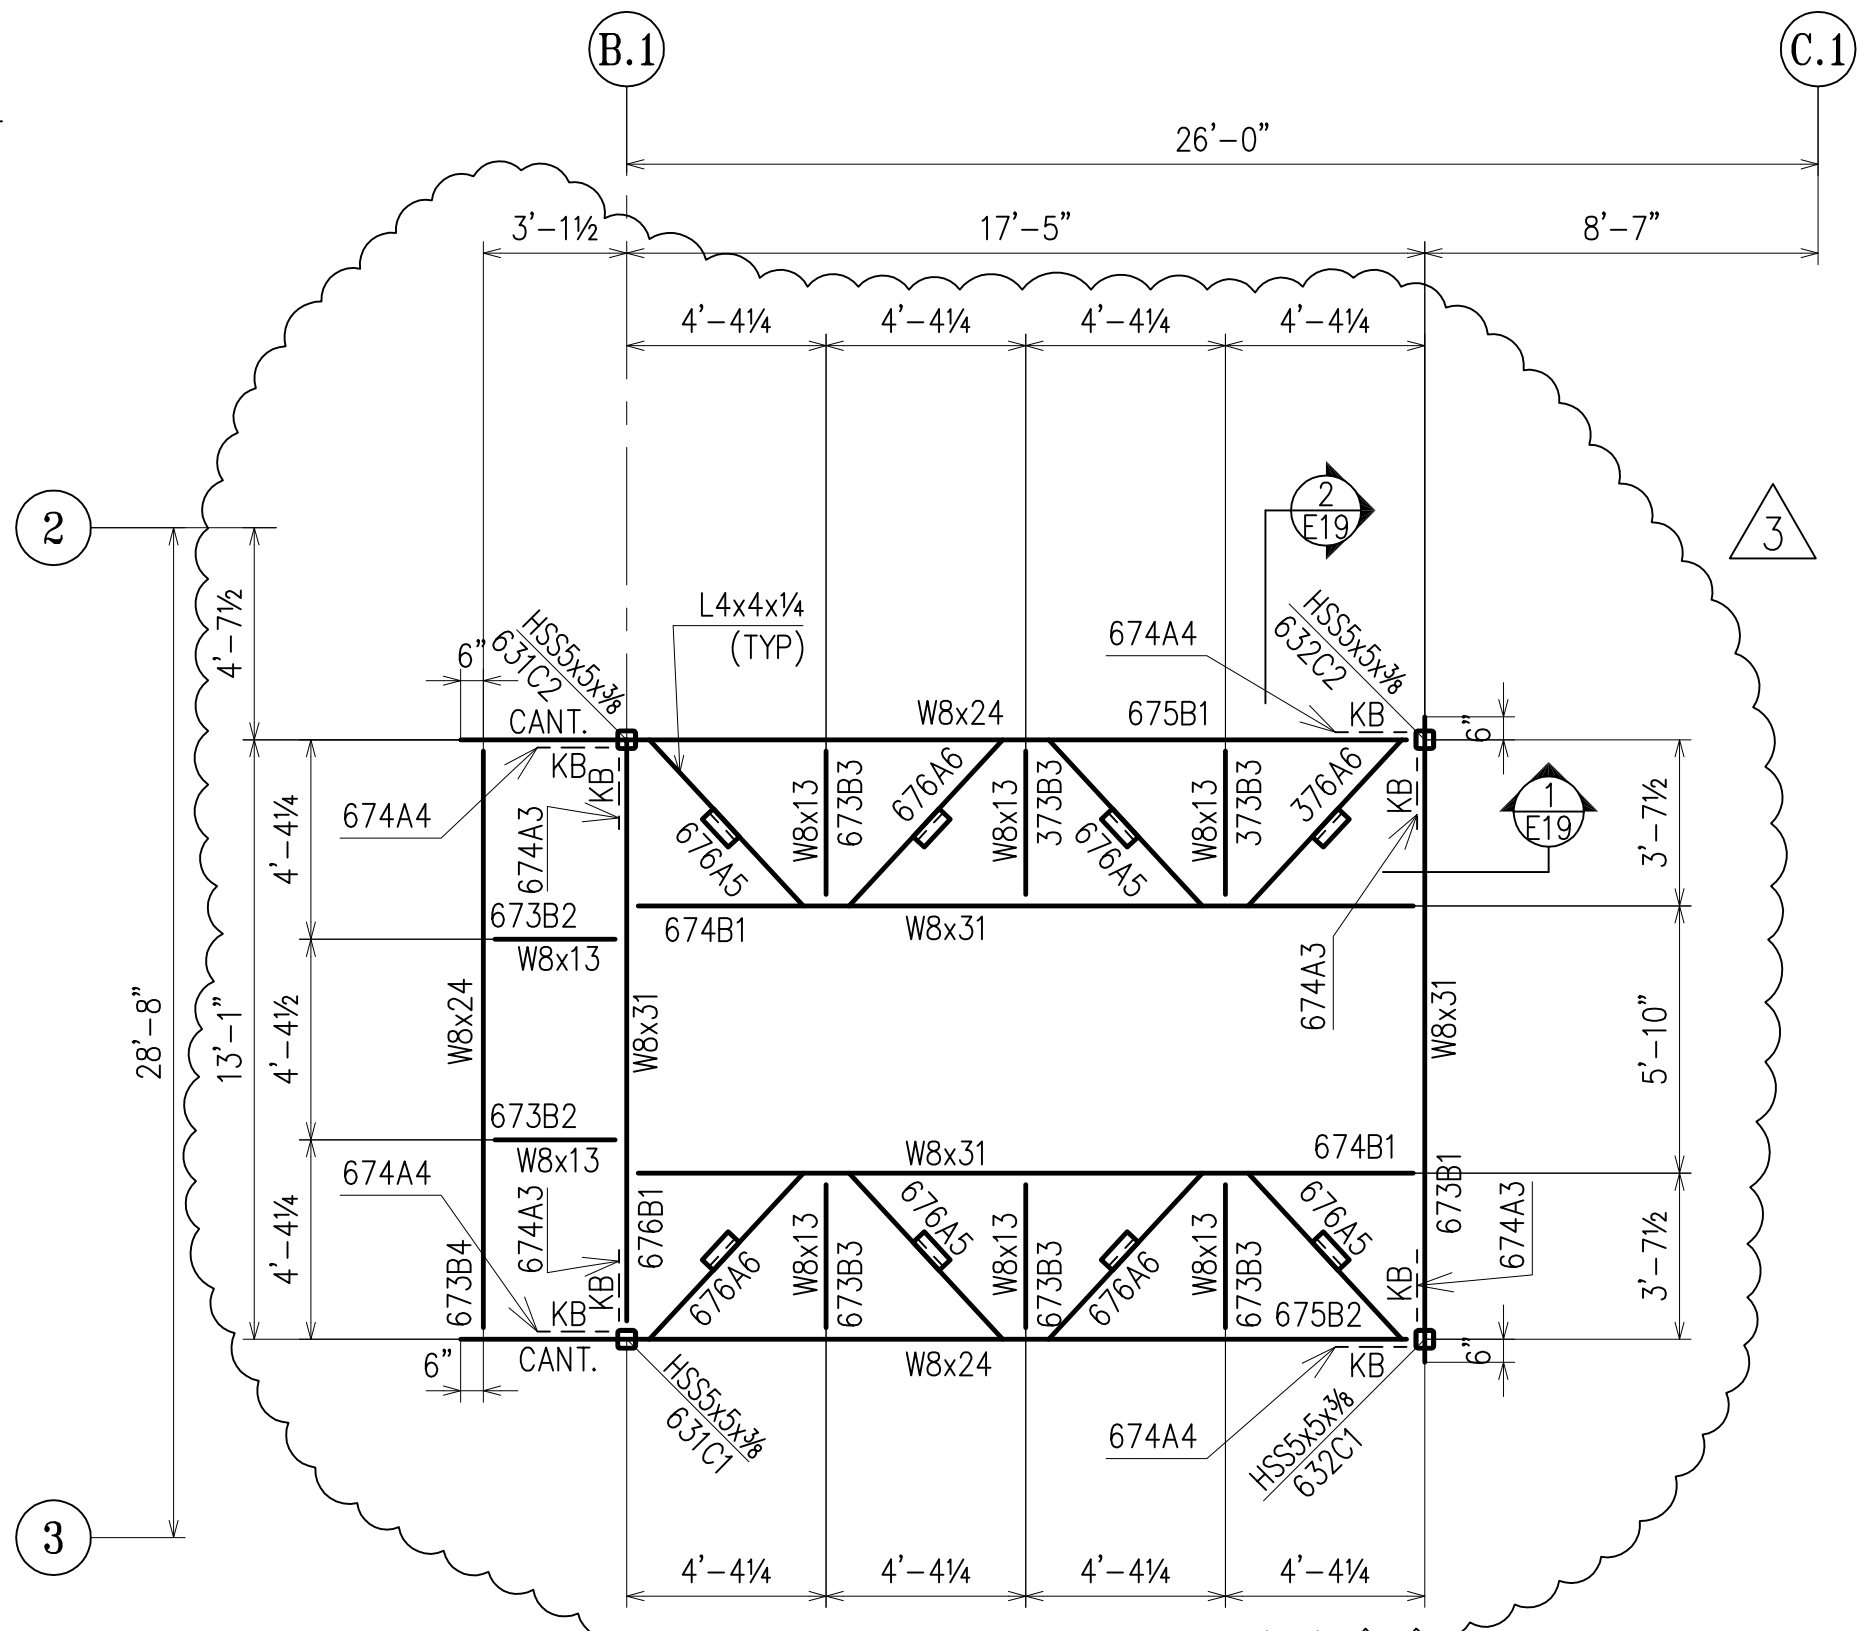 B.1
C.1
26'-0"
3'-1½
17'-5"
8'-7"
4'-4¼
4'-4¼
4'-4¼
4'-4¼
2
2
E19
3
4'-7½
L4x4x¼
(TYP)
HSS5x5x⅜
631C2
6"
674A4
HSS5x5x⅜
632C2
CANT.
W8x24
675B1
KB
6"
KB
KB
674A4
674A3
676A5
W8x13
673B3
676A6
W8x13
373B3
676A5
W8x13
373B3
376A6
KB
1
E19
4'-4¼
3'-7½
673B2
W8x13
674B1
W8x31
674A3
28'-8"
13'-1"
4'-4½
W8x24
W8x31
W8x31
5'-10"
673B2
W8x13
W8x31
674B1
674A4
674A3
676B1
673B4
4'-4¼
KB
KB
676A6
W8x13
673B3
676A5
W8x13
673B3
676A6
W8x13
673B3
676A5
675B2
KB
673B1
674A3
3'-7½
6"
CANT.
W8x24
KB
6"
HSS5x5x⅜
631C1
674A4
HSS5x5x⅜
632C1
3
4'-4¼
4'-4¼
4'-4¼
4'-4¼